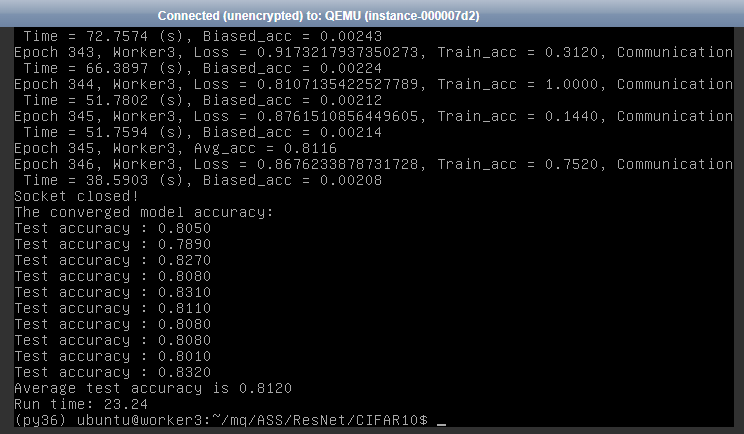 Connected (unencrypted) to: QEMU (instance-000007d2)
Time = 72.7574 (s), Biased_acc = 0.00243
Epoch 343, Worker3, Loss = 0.9173217937350273, Train_acc = 0.3120, Communication
Time = 66.3897 (s), Biased_acc = 0.00224
Epoch 344, Worker3, Loss = 0.8107135422527789, Train_acc = 1.0000, Communication
Time = 51.7802 (s), Biased_acc = 0.00212
Epoch 345, Worker3, Loss = 0.8761510856449605, Train_acc = 0.1440, Communication
Time = 51.7594 (s), Biased_acc = 0.00214
Epoch 345, Worker3, Avg_acc = 0.8116
Epoch 346, Worker3, Loss = 0.8676233878731728, Train_acc = 0.7520, Communication
Time = 38.5903 (s), Biased_acc = 0.00208
Socket closed!
The converged model accuracy:
Test accuracy : 0.8050
Test accuracy : 0.7890
Test accuracy : 0.8270
Test accuracy : 0.8080
Test accuracy : 0.8310
Test accuracy : 0.8110
Test accuracy : 0.8080
Test accuracy : 0.8080
Test accuracy : 0.8010
Test accuracy : 0.8320
Average test accuracy is 0.8120
Run time: 23.24
(py36) ubuntu@worker3:~/mq/ASS/ResNet/CIFAR10$ _